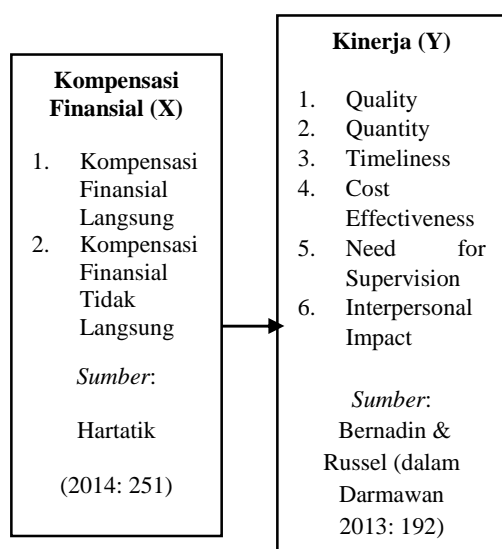 Kompensasi
Finansial (X)
1. Kompensasi
Finansial
Langsung
2. Kompensasi
Finansial
Tidak
Langsung
Sumber:
Hartatik
(2014: 251)
Kinerja (Y)
1. Quality
2. Quantity
3. Timeliness
4. Cost
Effectiveness
5. Need for
Supervision
6. Interpersonal
Impact
Sumber:
Bernadin &
Russel (dalam
Darmawan
2013: 192)